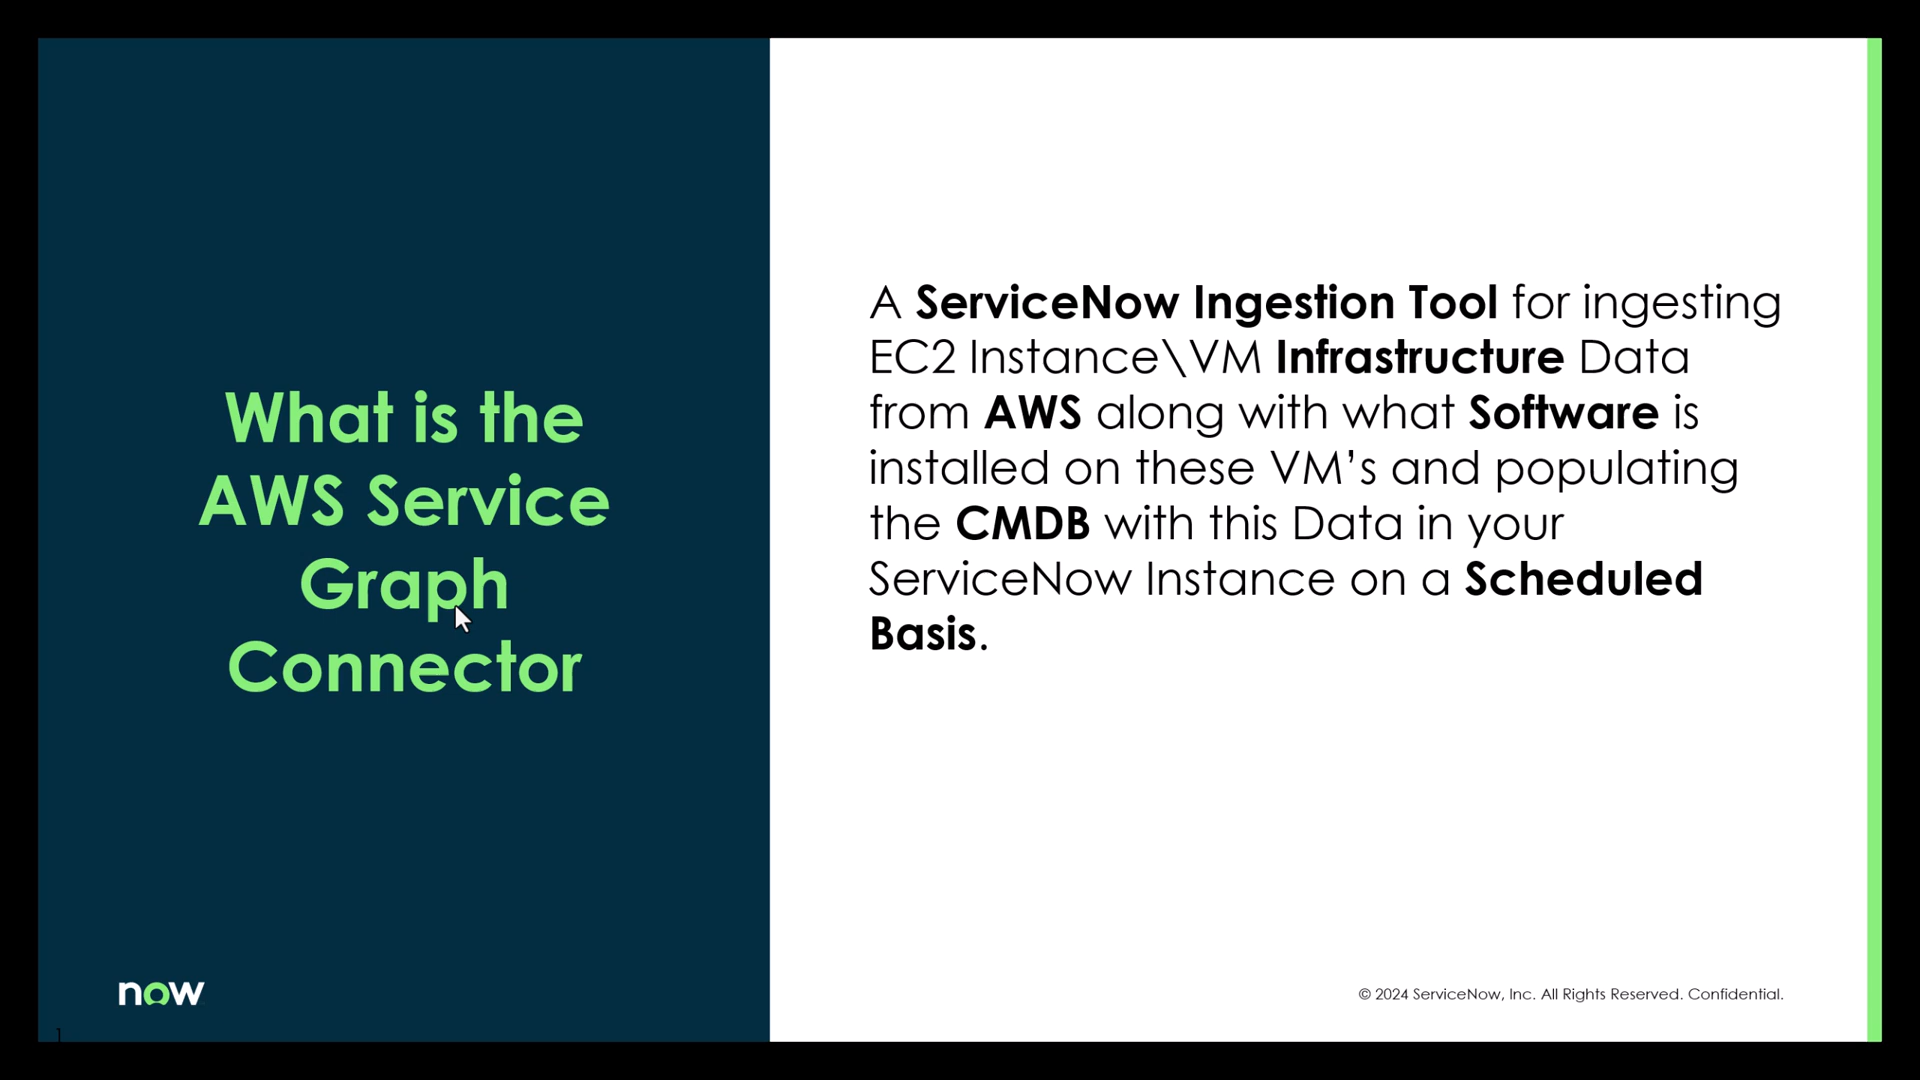 What is the
AWS Service
Graph
Connector
A ServiceNow Ingestion Tool for ingesting
EC2 Instance\VM Infrastructure Data
from AWS along with what Software is
installed on these VM’s and populating
the CMDB with this Data in your
ServiceNow Instance on a Scheduled
Basis.
now
© 2024 ServiceNow, Inc. All Rights Reserved. Confidential.
1